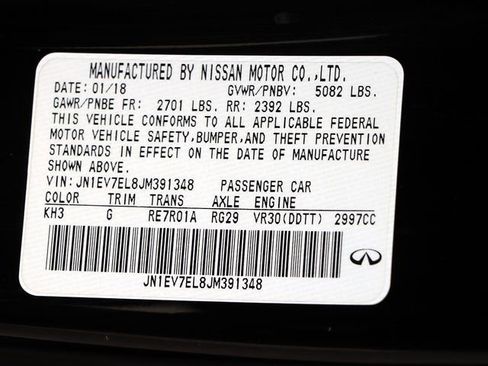 MANUFACTURED BY NISSAN MOTOR CO.,LTD.
DATE: 01/18 GVWR/PNBV: 5082 LBS.
GAWR/PNBE FR: 2701 LBS. RR: 2392 LBS.
THIS VEHICLE CONFORMS TO ALL APPLICABLE FEDERAL
MOTOR VEHICLE SAFETY,BUMPER,AND THEFT PREVENTION
STANDARDS IN EFFECT ON THE DATE OF MANUFACTURE
SHOWN ABOVE.
VIN: JN1EV7EL8JM391348 PASSENGER CAR
COLOR TRIM TRANS AXLE ENGINE
KH3 G RE7R01A RG29 VR30(DDTT) 2997CC
JN1EV7EL8JM391348